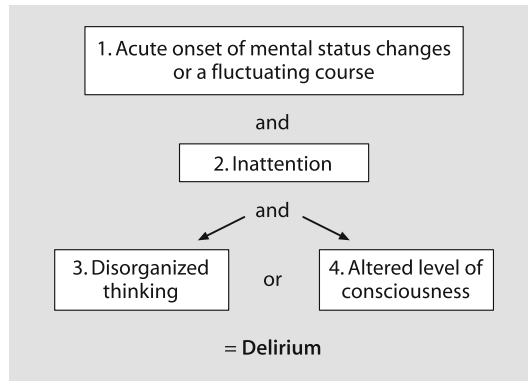 1. Acute onset of mental status changes
or a fluctuating course
and
2. Inattention
and
3. Disorganized
thinking
or
4. Altered level of
consciousness
= Delirium